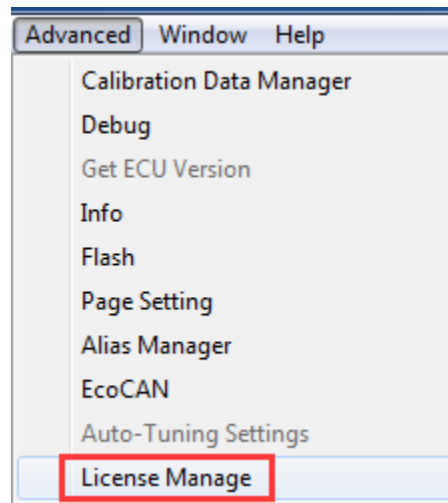 Advanced Window Help
Calibration Data Manager
Debug
Get ECU Version
Info
Flash
Page Setting
Alias Manager
EcoCAN
Auto-Tuning Settings
License Manage